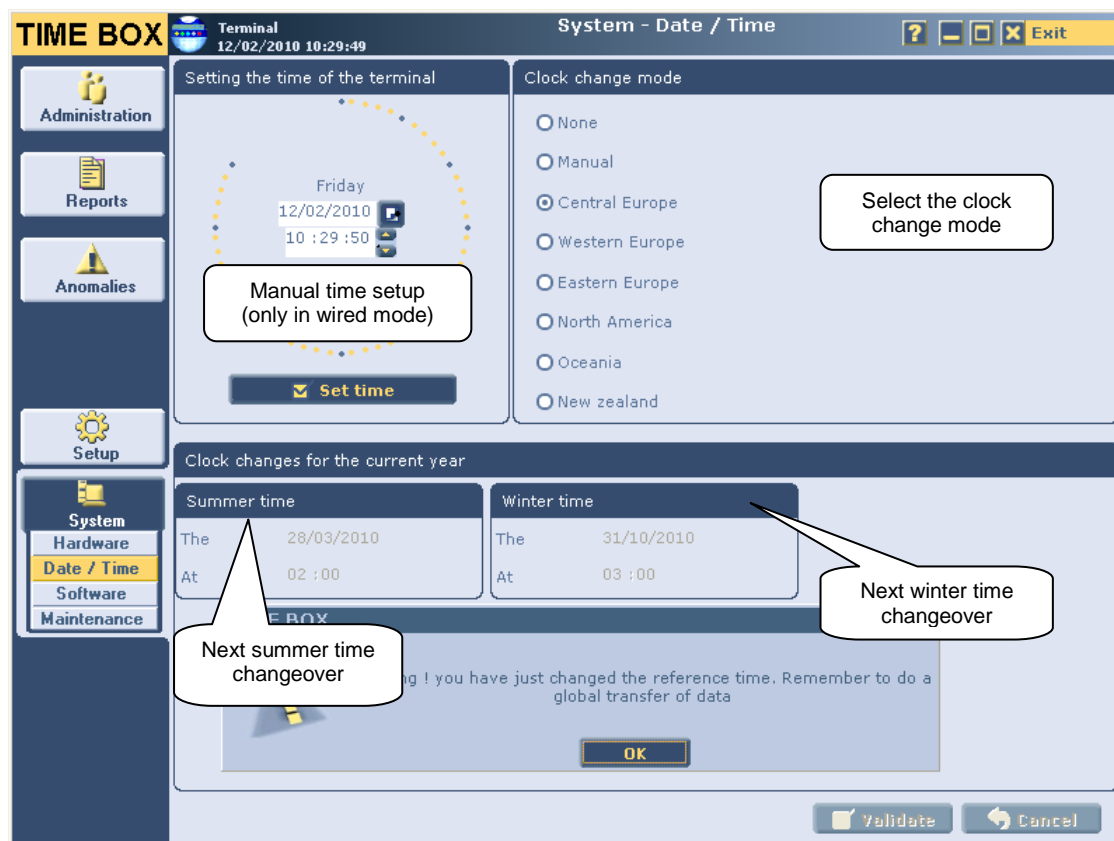 TIME BOX
Terminal
12/02/2010 10:29:49
System - Date / Time
?
Exit
Administration
Reports
Anomalies
Setup
System
Hardware
Date / Time
Software
Maintenance
Setting the time of the terminal
Friday
12/02/2010
10 :29 :50
Manual time setup
(only in wired mode)
Set time
Clock change mode
None
Manual
Central Europe
Western Europe
Eastern Europe
North America
Oceania
New zealand
Select the clock
change mode
Clock changes for the current year
Summer time
The 28/03/2010
At 02 :00
Winter time
The 31/10/2010
At 03 :00
Next summer time
changeover
Next winter time
changeover
E BOX
ng ! you have just changed the reference time. Remember to do a
global transfer of data
OK
Validate
Cancel